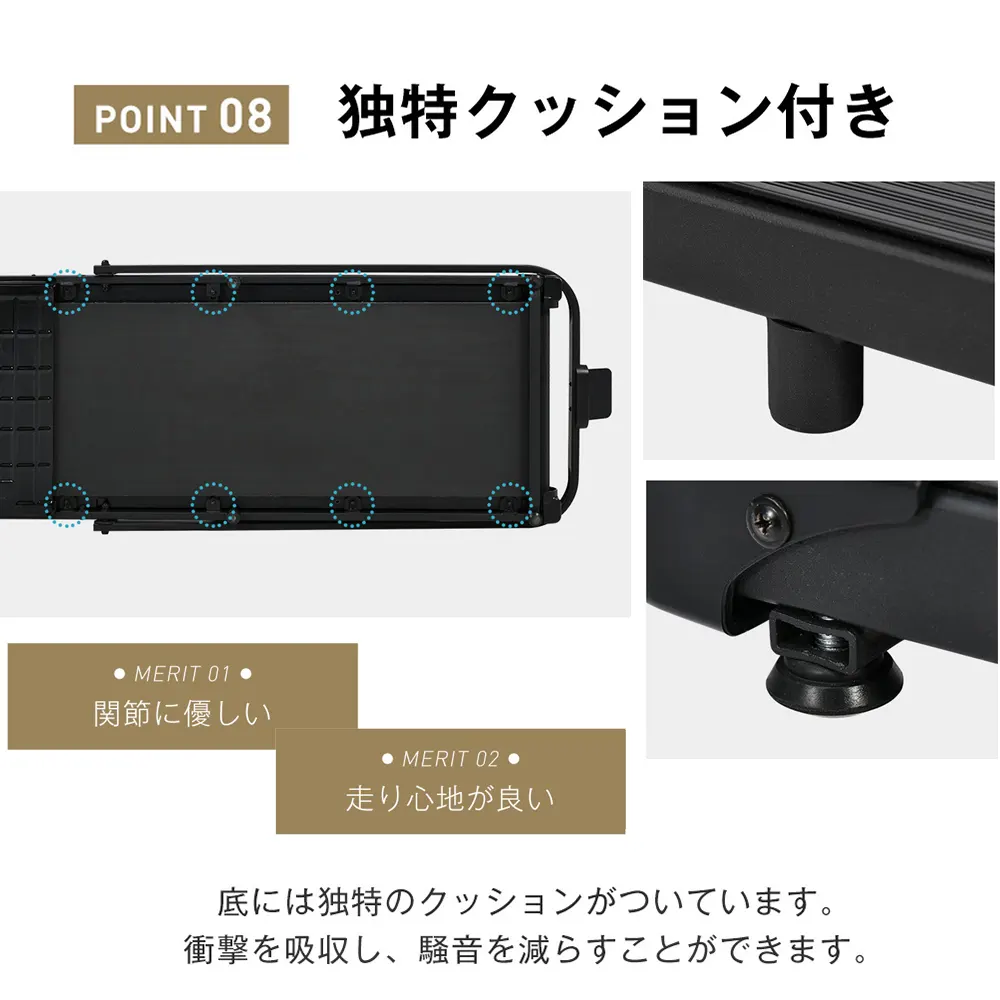 POINT 08
独特クッション付き
• MERIT 01 •
関節に優しい
• MERIT 02 •
走り心地が良い
底には独特のクッションがついています。
衝撃を吸収し、騒音を減らすことができます。